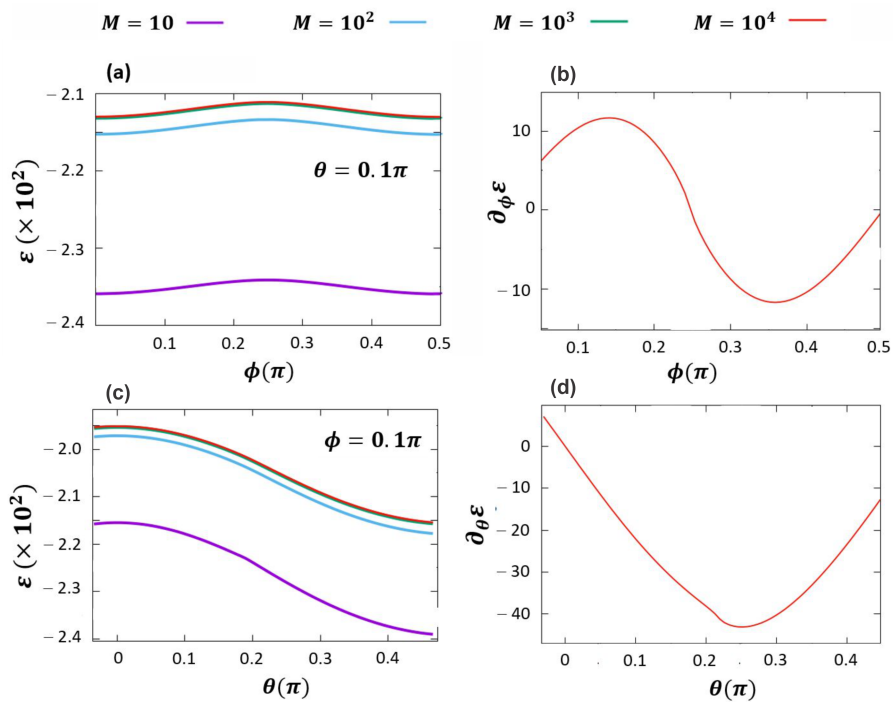 M = 10 M = 10² M = 10³ M = 10⁴
(a)
ε (× 10²)
−2.1
−2.2
−2.3
−2.4
θ = 0.1π
0.1 0.2 0.3 0.4 0.5
ϕ(π)
(b)
∂ϕε
10
0
−10
0.1 0.2 0.3 0.4 0.5
ϕ(π)
(c)
ε (× 10²)
−2.0
−2.1
−2.2
−2.3
−2.4
ϕ = 0.1π
0 0.1 0.2 0.3 0.4
θ(π)
(d)
∂θε
0
−10
−20
−30
−40
0 0.1 0.2 0.3 0.4
θ(π)